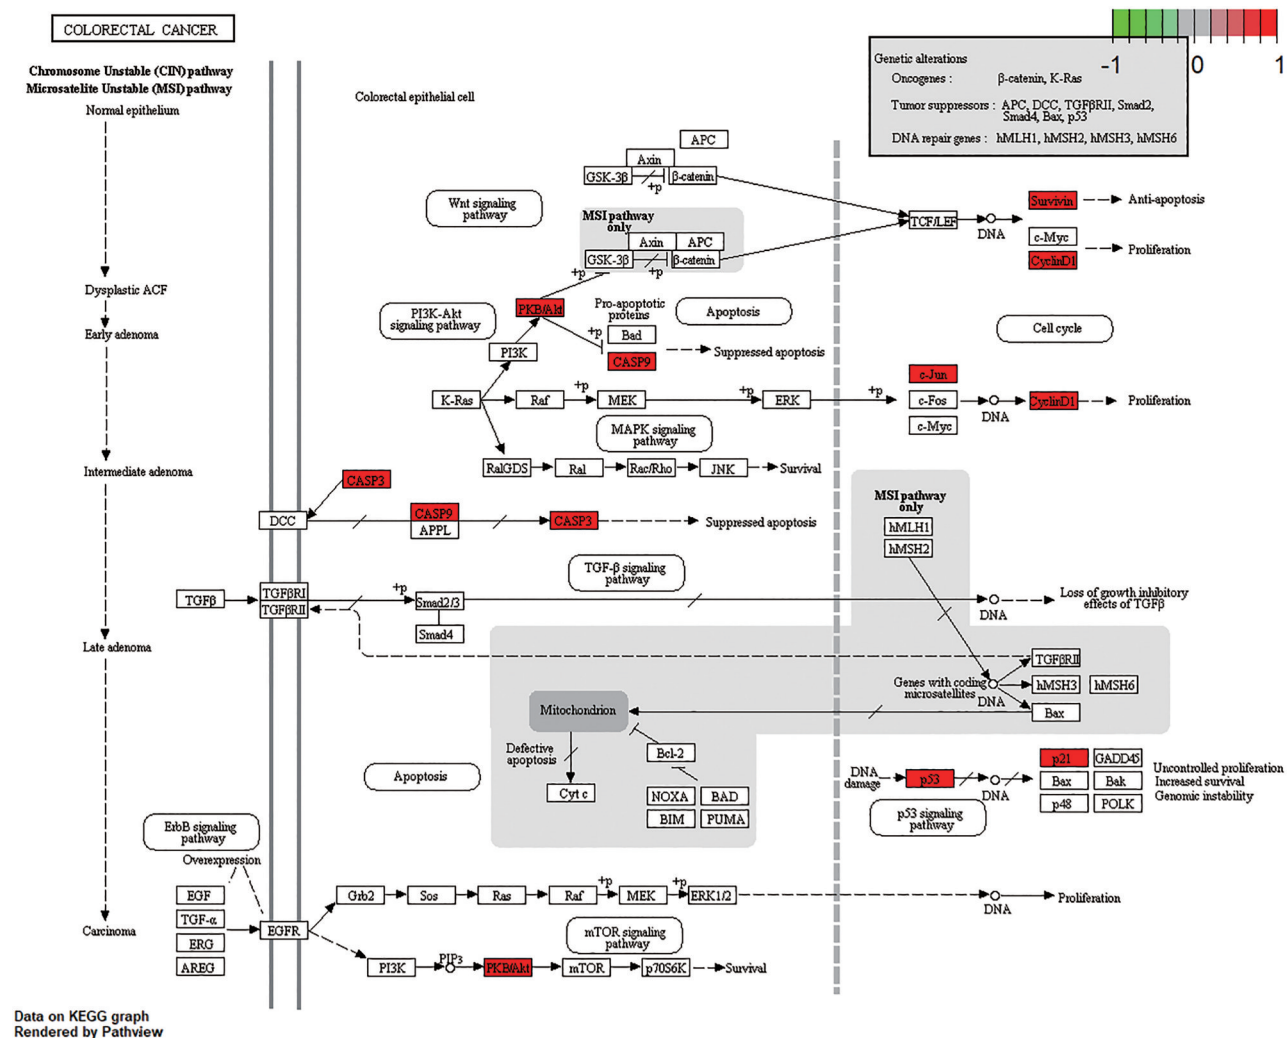 COLORECTAL CANCER
-1 0 1
Chromosome Unstable (CIN) pathway
Microsatelite Unstable (MSI) pathway
Normal epithelium
Colorectal epithelial cell
Genetic alterations
Oncogenes : β-catenin, K-Ras
Tumor suppressors : APC, DCC, TGFβRII, Smad2,
Smad4, Bax, p53
DNA repair genes : hMLH1, hMSH2, hMSH3, hMSH6
APC
Axin
GSK-3β
+p
β-catenin
Wnt signaling
pathway
MSI pathway
only
Axin
APC
GSK-3β
+p
β-catenin
TCF/LEF
DNA
Survivin
Anti-apoptosis
c-Myc
Proliferation
CyclinD1
Dysplastic ACF
+p
PKB/Akt
PI3K-Akt
signaling pathway
Pro-apoptotic
proteins
Apoptosis
+p
Bad
Cell cycle
Early adenoma
PI3K
CASP9
Suppressed apoptosis
K-Ras
Raf
+p
MEK
+p
ERK
+p
c-Jun
c-Fos
c-Myc
DNA
CyclinD1
Proliferation
MAPK signaling
pathway
Intermediate adenoma
RalGDS
Ral
Rac/Rho
JNK
Survival
CASP3
DCC
CASP9
APPL
CASP3
Suppressed apoptosis
MSI pathway
only
hMLH1
hMSH2
TGF-β signaling
pathway
TGFβ
TGFβRI
TGFβRII
+p
Smad2/3
Smad4
DNA
Loss of growth inhibitory
effects of TGFβ
Late adenoma
Genes with coding
microsatellites
DNA
TGFβRII
hMSH3
hMSH6
Bax
Mitochondrion
Defective
apoptosis
Bcl-2
Cyt c
NOXA
BAD
BIM
PUMA
Apoptosis
DNA
damage
p53
DNA
p21
GADD45
Bax
Bak
p48
POLK
Uncontrolled proliferation
Increased survival
Genomic instability
p53 signaling
pathway
ErbB signaling
pathway
Overexpression
EGF
TGF-α
ERG
AREG
EGFR
Grb2
Sos
Ras
Raf
+p
MEK
+p
ERK1/2
DNA
Proliferation
Carcinoma
mTOR signaling
pathway
PI3K
PIP3
PKB/Akt
mTOR
p70S6K
Survival
Data on KEGG graph
Rendered by Pathview